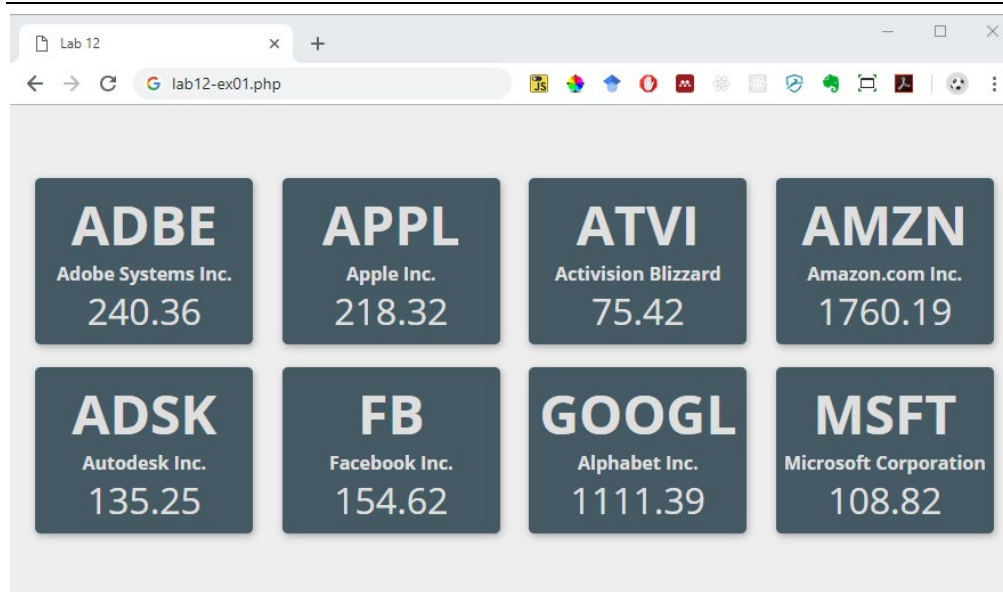 Lab 12
lab12-ex01.php
JS
ADBE
Adobe Systems Inc.
240.36
APPL
Apple Inc.
218.32
ATVI
Activision Blizzard
75.42
AMZN
Amazon.com Inc.
1760.19
ADSK
Autodesk Inc.
135.25
FB
Facebook Inc.
154.62
GOOGL
Alphabet Inc.
1111.39
MSFT
Microsoft Corporation
108.82